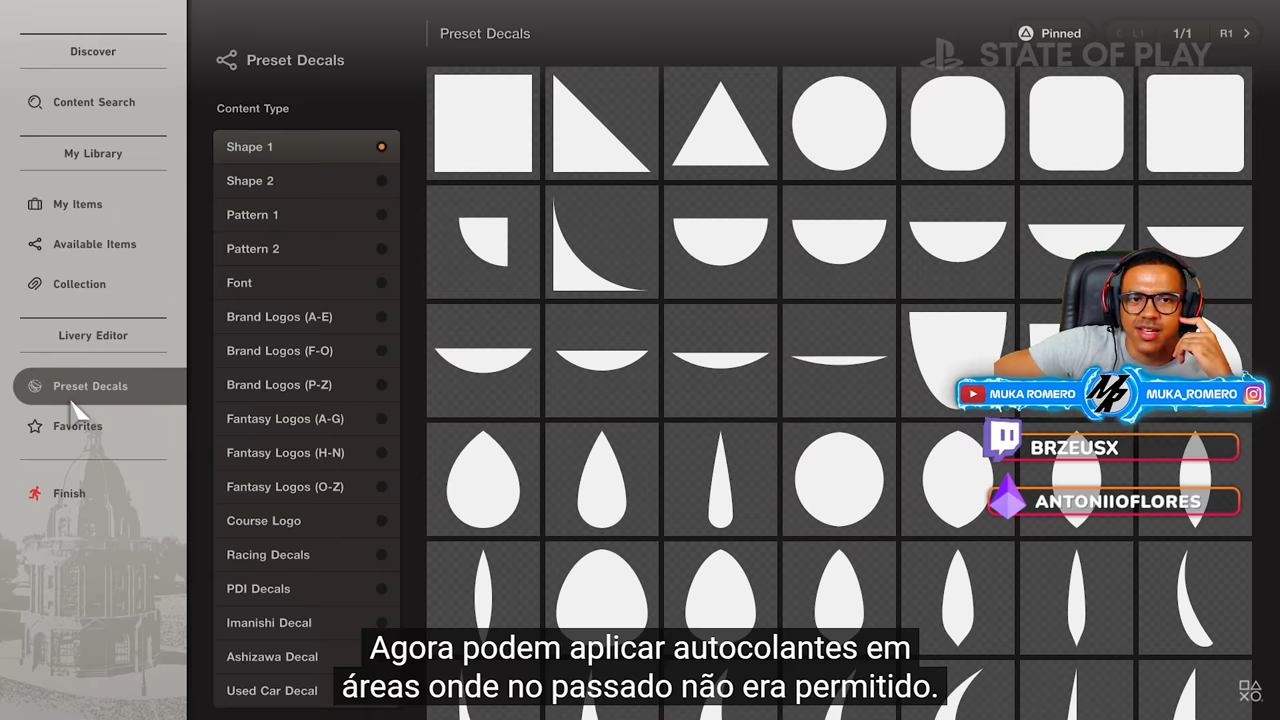 Discover
Content Search
My Library
My Items
Available Items
Collection
Livery Editor
Preset Decals
Favorites
Finish
Preset Decals
Content Type
Shape 1
Shape 2
Pattern 1
Pattern 2
Font
Brand Logos (A-E)
Brand Logos (F-O)
Brand Logos (P-Z)
Fantasy Logos (A-G)
Fantasy Logos (H-N)
Fantasy Logos (O-Z)
Course Logo
Racing Decals
PDI Decals
Imanishi Decal
Ashizawa Decal
Used Car Decal
Preset Decals
Pinned
L1 1/1 R1
STATE OF PLAY
MUKA ROMERO MP MUKA_ROMERO
BRZEUSX
ANTONIIOFLORES
Agora podem aplicar autocolantes em
áreas onde no passado não era permitido.